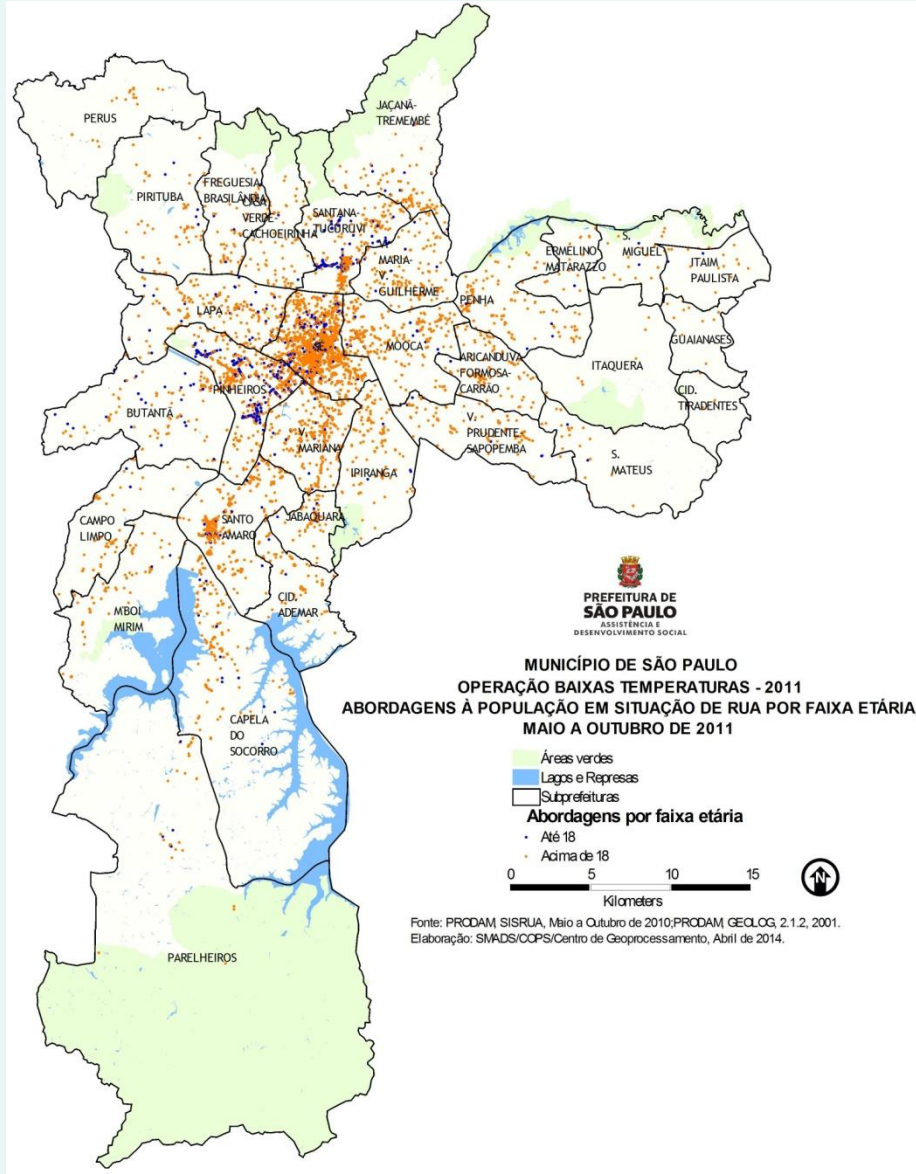 PERUS
JAÇANÃ-
TREMEMBÉ
PIRITUBA
FREGUESIA-
BRASILÂNDIA
CASA
VERDE-
CACHOEIRINHA
SANTANA-
TUCURUVI
V.
MARIA-
V.
GUILHERME
ERMELINO
MATARAZZO
S.
MIGUEL
ITAIM
PAULISTA
PENHA
LAPA
SÉ
MOOCA
ARICANDUVA-
FORMOSA-
CARRÃO
ITAQUERA
GUAIANASES
CID.
TIRADENTES
PINHEIROS
BUTANTÃ
V.
MARIANA
IPIRANGA
V.
PRUDENTE-
SAPOPEMBA
S.
MATEUS
CAMPO
LIMPO
SANTO
AMARO
JABAQUARA
M'BOI
MIRIM
CID.
ADEMAR
CAPELA
DO
SOCORRO
PARELHEIROS
PREFEITURA DE
SÃO PAULO
ASSISTÊNCIA E
DESENVOLVIMENTO SOCIAL
MUNICÍPIO DE SÃO PAULO
OPERAÇÃO BAIXAS TEMPERATURAS - 2011
ABORDAGENS À POPULAÇÃO EM SITUAÇÃO DE RUA POR FAIXA ETÁRIA
MAIO A OUTUBRO DE 2011
Áreas verdes
Lagos e Represas
Subprefeituras
Abordagens por faixa etária
Até 18
Acima de 18
0 5 10 15
Kilometers
N
Fonte: PRODAM, SISRUA, Maio a Outubro de 2010;PRODAM, GEOLOG, 2.1.2, 2001.
Elaboração: SMADS/COPS/Centro de Geoprocessamento, Abril de 2014.